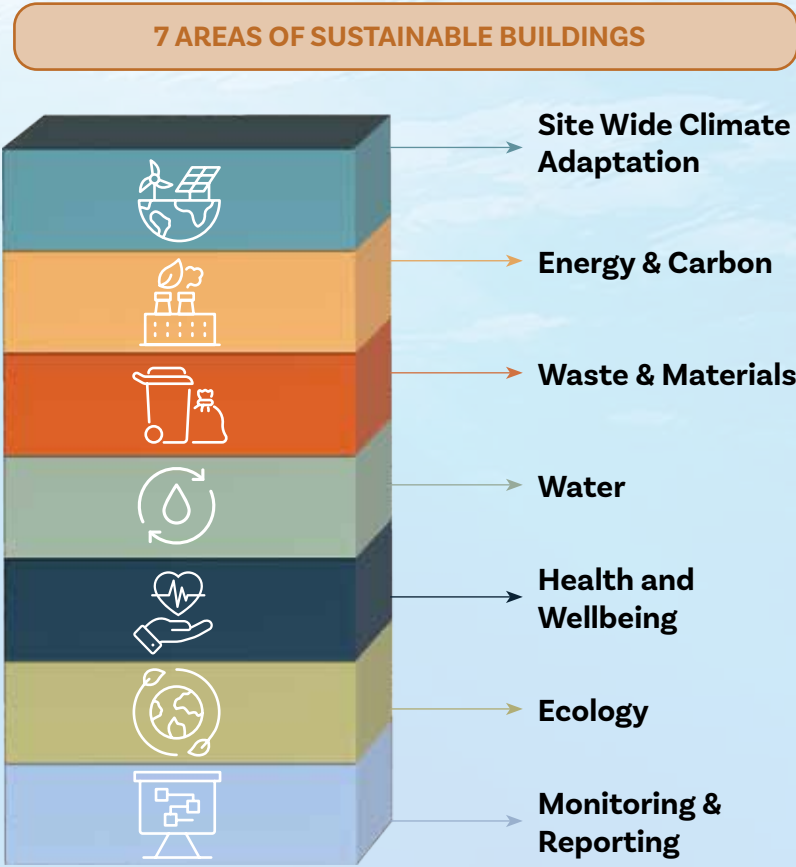 7 AREAS OF SUSTAINABLE BUILDINGS
Site Wide Climate
Adaptation
Energy & Carbon
Waste & Materials
Water
Health and
Wellbeing
Ecology
Monitoring &
Reporting